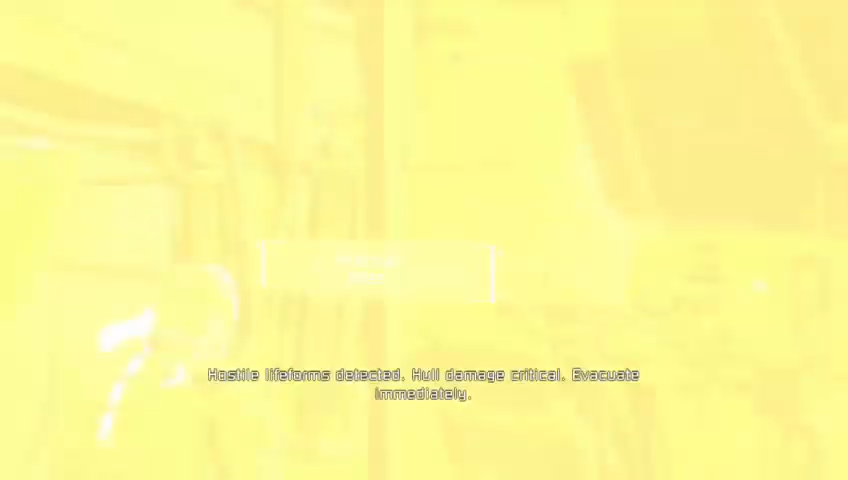 Hostile lifeforms detected. Hull damage critical. Evacuate
immediately.